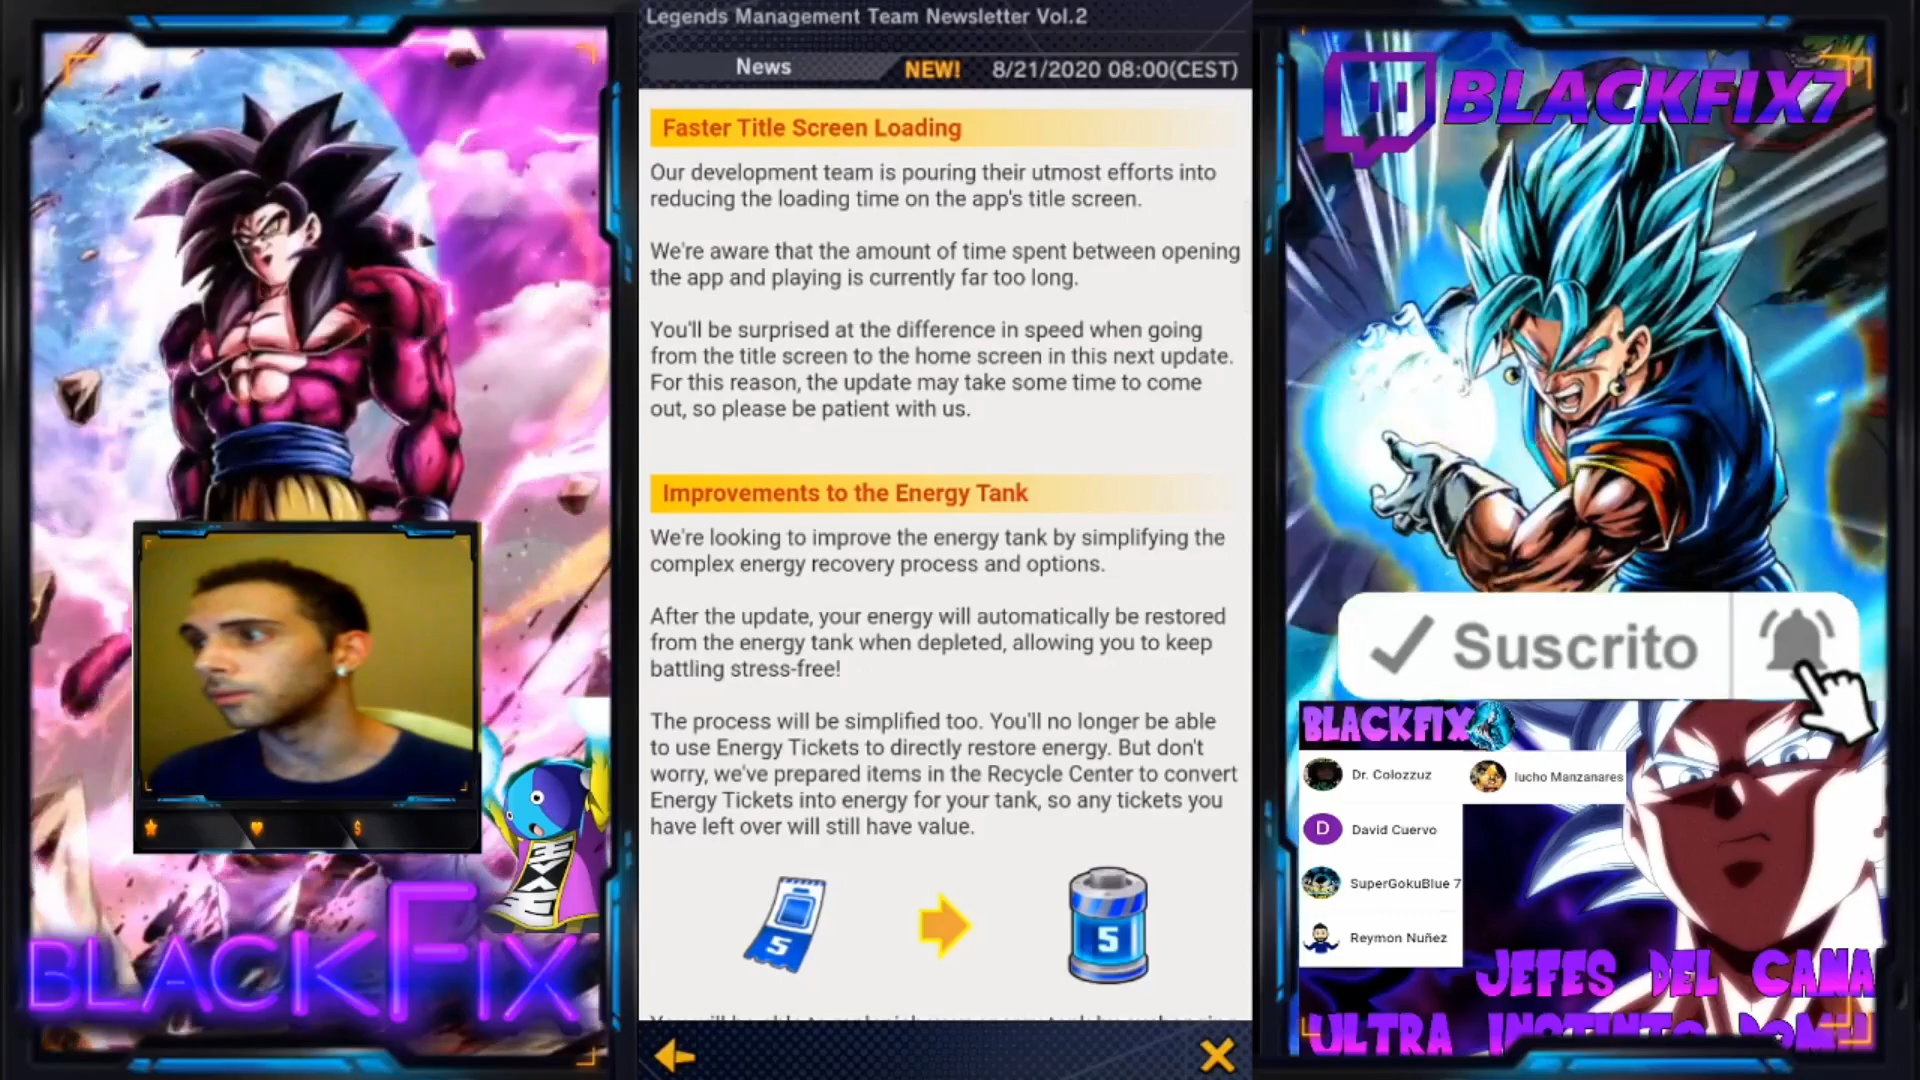 Legends Management Team Newsletter Vol.2
News NEW! 8/21/2020 08:00(CEST)
Faster Title Screen Loading
Our development team is pouring their utmost efforts into
reducing the loading time on the app's title screen.
We're aware that the amount of time spent between opening
the app and playing is currently far too long.
You'll be surprised at the difference in speed when going
from the title screen to the home screen in this next update.
For this reason, the update may take some time to come
out, so please be patient with us.
Improvements to the Energy Tank
We're looking to improve the energy tank by simplifying the
complex energy recovery process and options.
After the update, your energy will automatically be restored
from the energy tank when depleted, allowing you to keep
battling stress-free!
The process will be simplified too. You'll no longer be able
to use Energy Tickets to directly restore energy. But don't
worry, we've prepared items in the Recycle Center to convert
Energy Tickets into energy for your tank, so any tickets you
have left over will still have value.
5 5
BLACKFIX
BLACKFIX7
Suscrito
BLACKFIX
Dr. Colozzuz
lucho Manzanares
D David Cuervo
SuperGokuBlue 7
Reymon Nuñez
JEFES DEL CANA
ULTRA INSTINTO